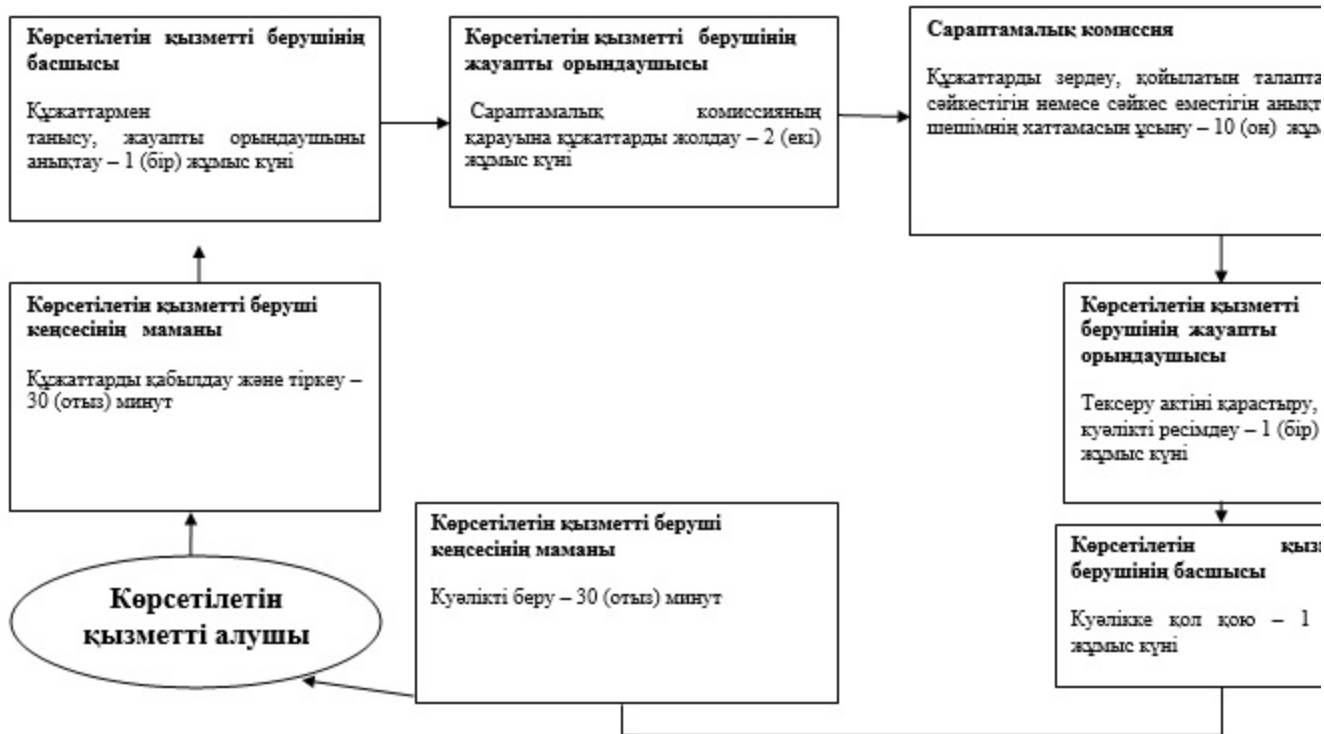 Көрсетілетін қызметті берушінің
басшысы
Құжаттармен
танысу, жауапты орындаушыны
анықтау – 1 (бір) жұмыс күні
Көрсетілетін қызметті берушінің
жауапты орындаушысы
Сараптамалық комиссияның
қарауына құжаттарды жолдау – 2 (екі)
жұмыс күні
Сараптамалық комиссия
Құжаттарды зердеу, қойылатын
сәйкестігін немесе сәйкес еместігін
шешімнің хаттамасын ұсыну – 10 (он)
Көрсетілетін қызметті беруші
кеңсесінің маманы
Құжаттарды қабылдау және тіркеу –
30 (отыз) минут
Көрсетілетін қызметті
берушінің жауапты
орындаушысы
Тексеру актіні қарастыру,
куәлікті ресімдеу – 1 (бір)
жұмыс күні
Көрсетілетін
берушінің басшысы
Куәлікке қол қою – 1
жұмыс күні
Көрсетілетін қызметті беруші
кеңсесінің маманы
Куәлікті беру – 30 (отыз) минут
Көрсетілетін
қызметті алушы